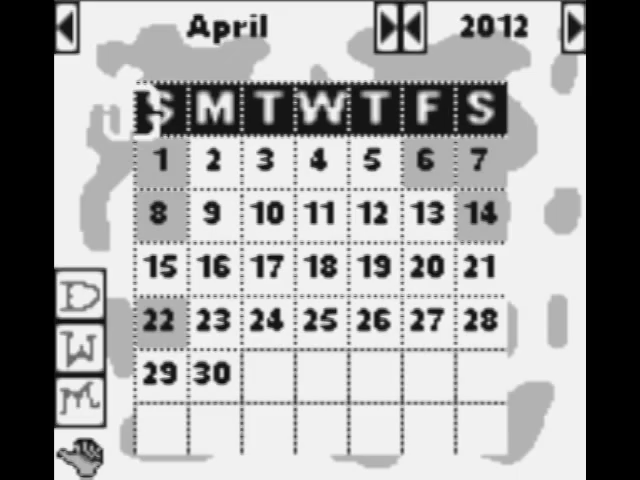 April 2012
S M T W T F S
1 2 3 4 5 6 7
8 9 10 11 12 13 14
15 16 17 18 19 20 21
D
22 23 24 25 26 27 28
W
29 30
M